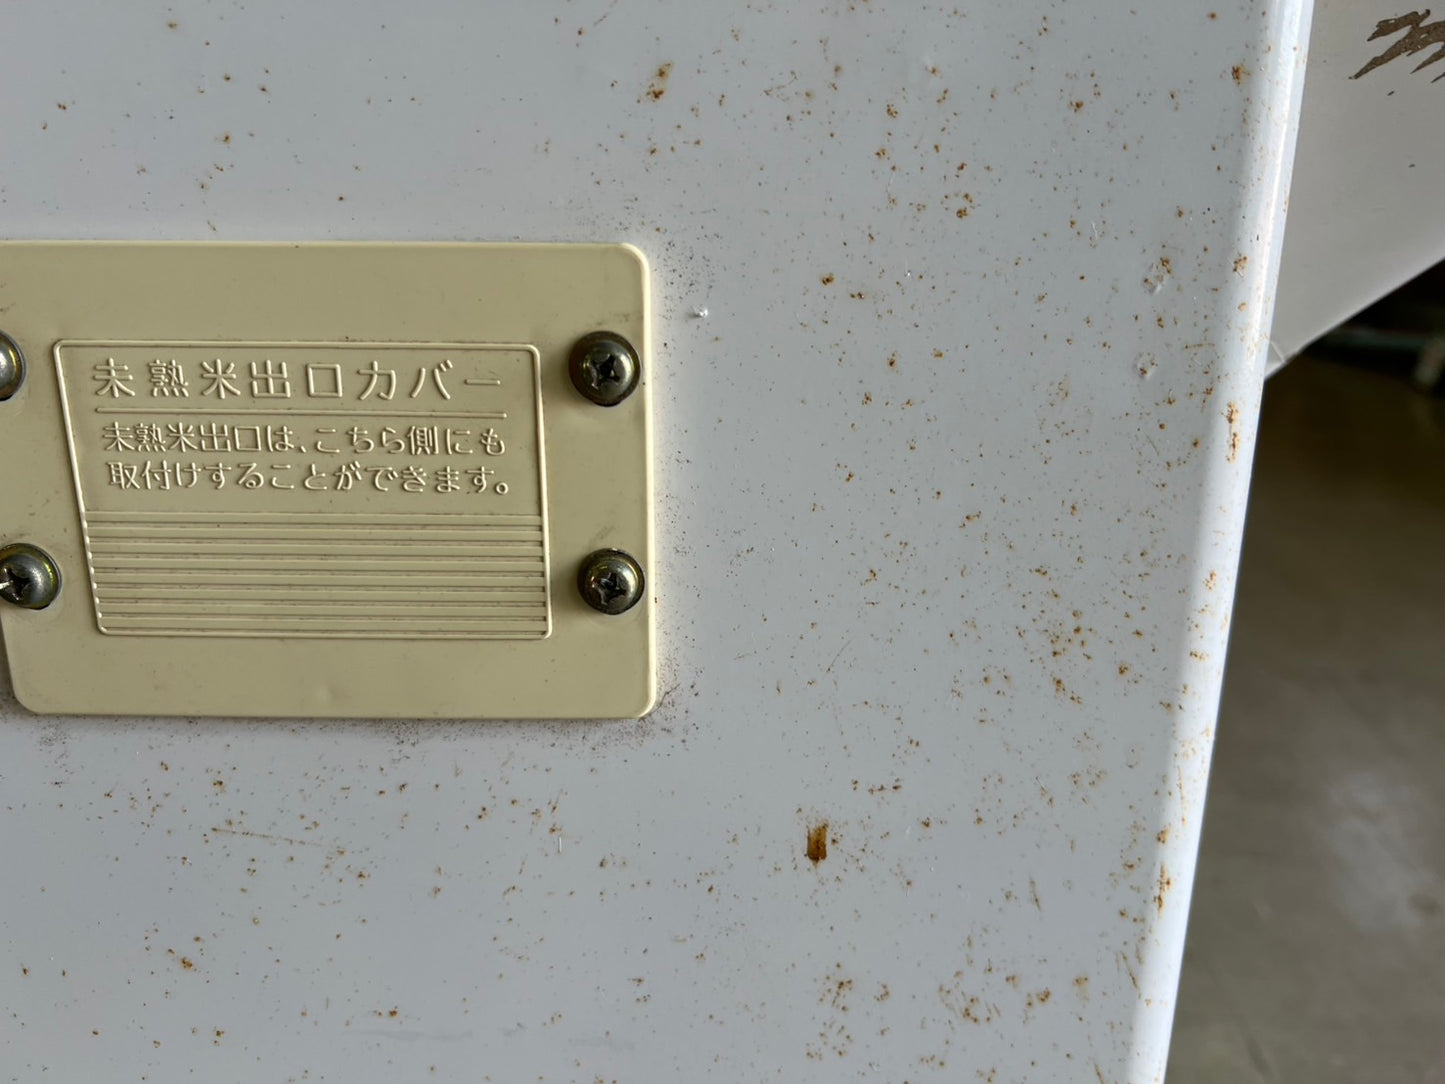 未熟米出口カバー
未熟米出口は、こちら側にも
取付けすることができます。